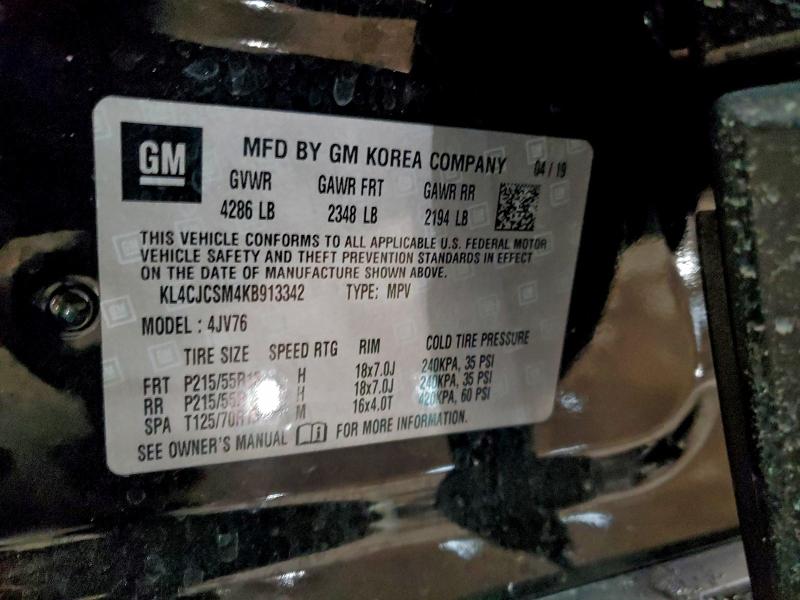 GM
MFD BY GM KOREA COMPANY 04 / 19
GVWR GAWR FRT GAWR RR
4286 LB 2348 LB 2194 LB
THIS VEHICLE CONFORMS TO ALL APPLICABLE U.S. FEDERAL MOTOR
VEHICLE SAFETY AND THEFT PREVENTION STANDARDS IN EFFECT
ON THE DATE OF MANUFACTURE SHOWN ABOVE.
KL4CJCSM4KB913342 TYPE: MPV
MODEL : 4JV76
TIRE SIZE SPEED RTG RIM COLD TIRE PRESSURE
FRT H 18x7.0J 240KPA, 35 PSI
RR H 18x7.0J 240KPA, 35 PSI
SPA M 16x4.0T 420KPA, 60 PSI
SEE OWNER'S MANUAL FOR MORE INFORMATION.